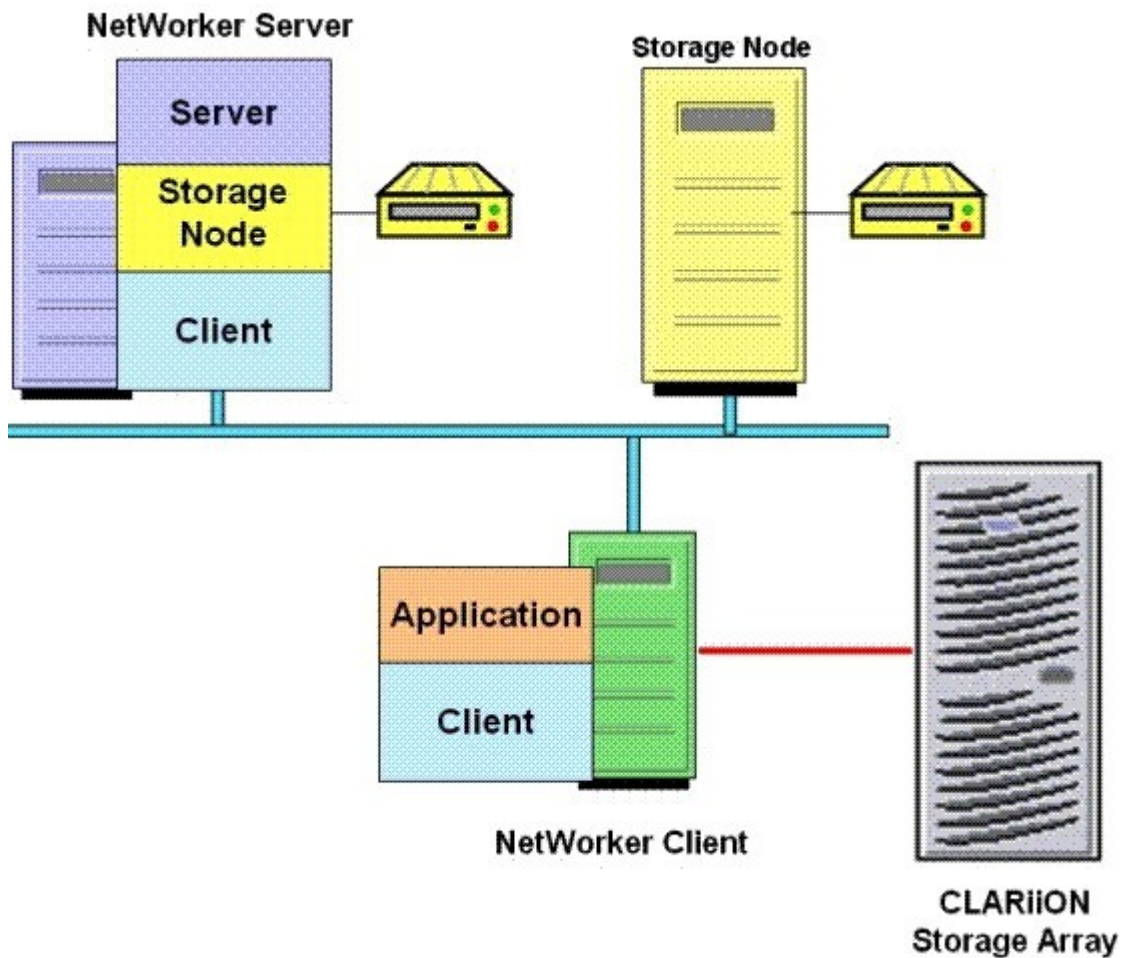 NetWorker Server
Storage Node
Server
Storage
Node
Client
Application
Client
NetWorker Client
CLARiiON
Storage Array